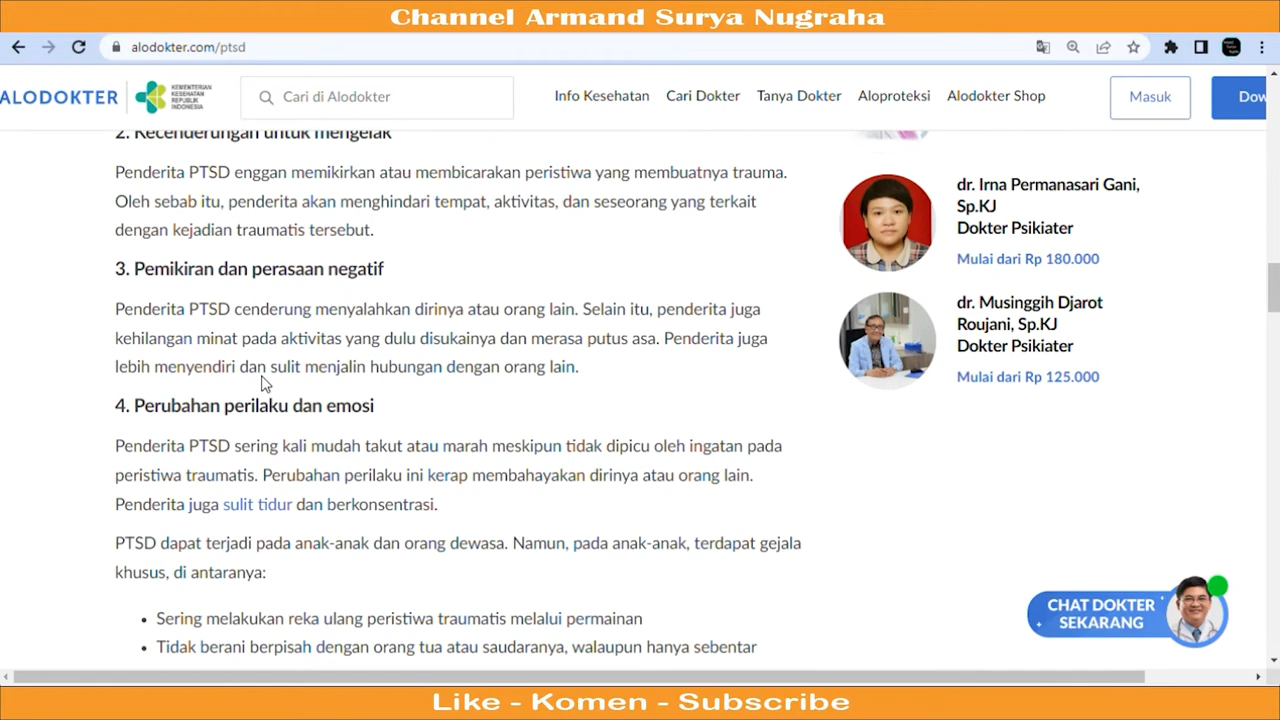 Channel Armand Surya Nugraha
alodokter.com/ptsd
ALODOKTER
KEMENTERIAN
KESEHATAN
REPUBLIK
INDONESIA
Cari di Alodokter
Info Kesehatan
Cari Dokter
Tanya Dokter
Aloproteksi
Alodokter Shop
Masuk
Dow
2. Kecenderungan untuk mengelak
Penderita PTSD enggan memikirkan atau membicarakan peristiwa yang membuatnya trauma.
Oleh sebab itu, penderita akan menghindari tempat, aktivitas, dan seseorang yang terkait
dengan kejadian traumatis tersebut.
3. Pemikiran dan perasaan negatif
Penderita PTSD cenderung menyalahkan dirinya atau orang lain. Selain itu, penderita juga
kehilangan minat pada aktivitas yang dulu disukainya dan merasa putus asa. Penderita juga
lebih menyendiri dan sulit menjalin hubungan dengan orang lain.
4. Perubahan perilaku dan emosi
Penderita PTSD sering kali mudah takut atau marah meskipun tidak dipicu oleh ingatan pada
peristiwa traumatis. Perubahan perilaku ini kerap membahayakan dirinya atau orang lain.
Penderita juga sulit tidur dan berkonsentrasi.
PTSD dapat terjadi pada anak-anak dan orang dewasa. Namun, pada anak-anak, terdapat gejala
khusus, di antaranya:
• Sering melakukan reka ulang peristiwa traumatis melalui permainan
• Tidak berani berpisah dengan orang tua atau saudaranya, walaupun hanya sebentar
dr. Irna Permanasari Gani,
Sp.KJ
Dokter Psikiater
Mulai dari Rp 180.000
dr. Musinggih Djarot
Roujani, Sp.KJ
Dokter Psikiater
Mulai dari Rp 125.000
CHAT DOKTER
SEKARANG
Like - Komen - Subscribe